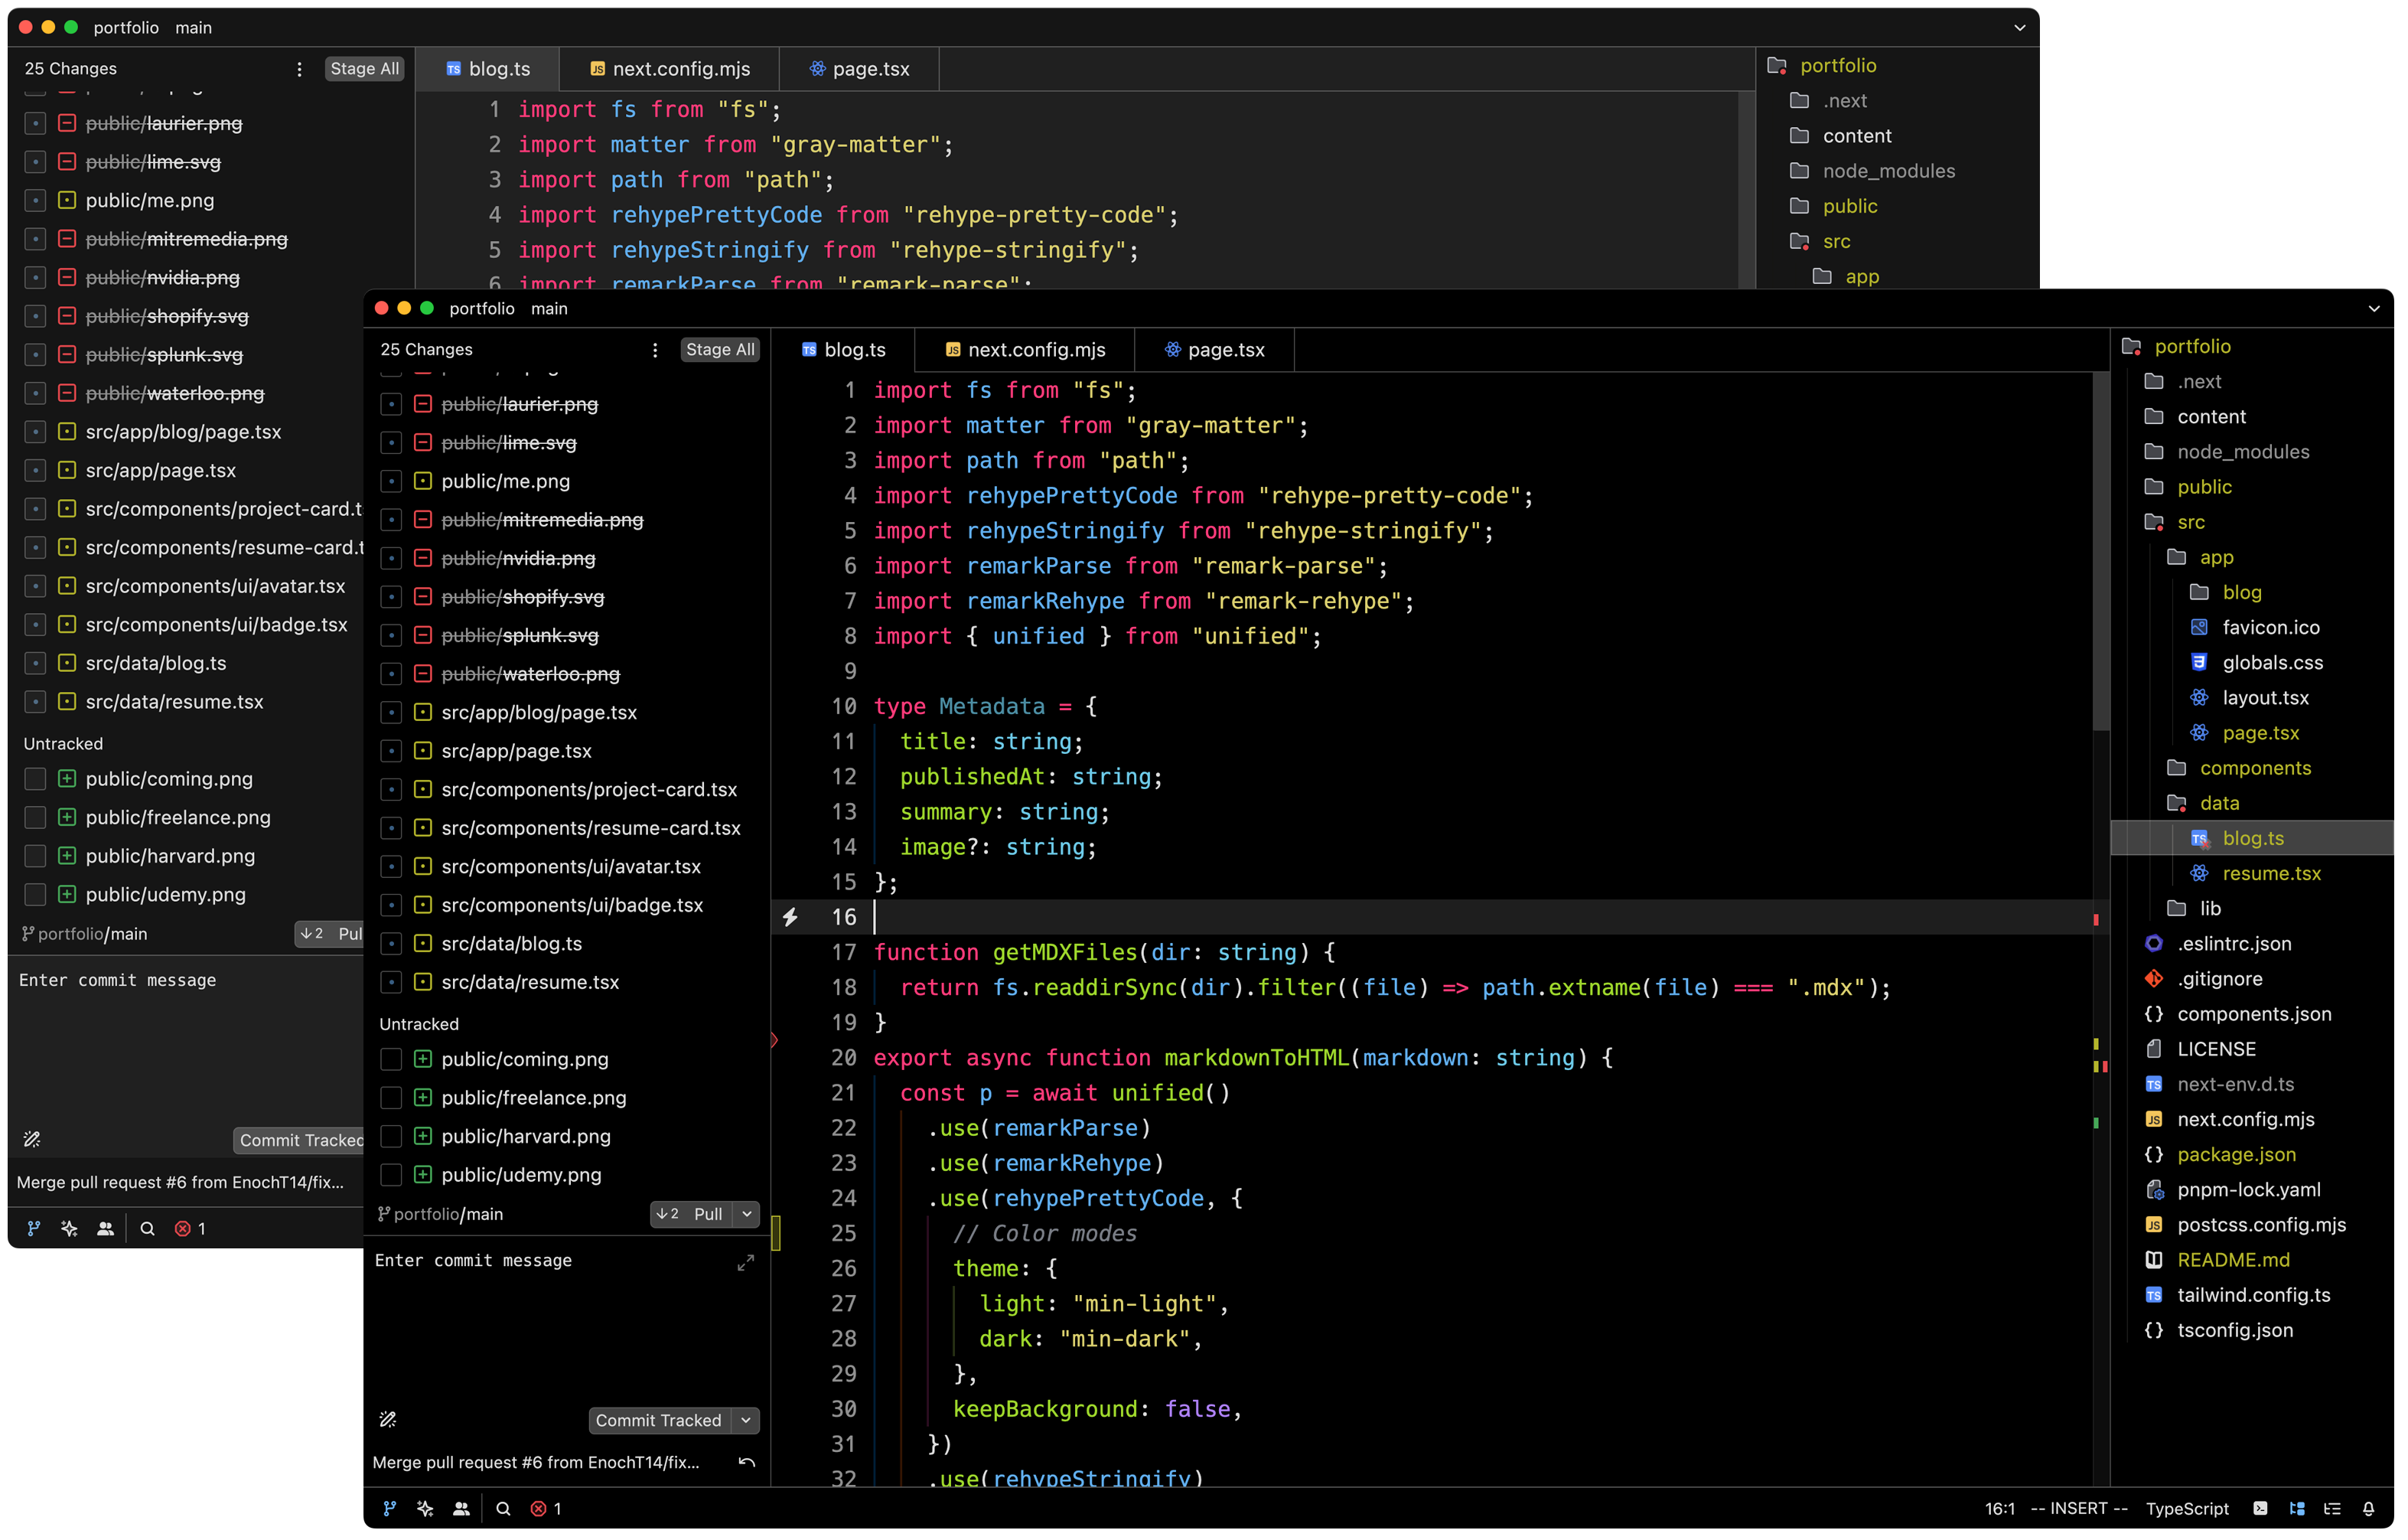 portfolio main
25 Changes
Stage All
public/laurier.png
public/lime.svg
public/me.png
public/mitremedia.png
public/nvidia.png
public/shopify.svg
public/splunk.svg
public/waterloo.png
src/app/blog/page.tsx
src/app/page.tsx
src/components/project-card.t
src/components/resume-card.t
src/components/ui/avatar.tsx
src/components/ui/badge.tsx
src/data/blog.ts
src/data/resume.tsx
Untracked
public/coming.png
public/freelance.png
public/harvard.png
public/udemy.png
portfolio/main
2 Pul
Enter commit message
Commit Tracked
Merge pull request #6 from EnochT14/fix...
1
TS blog.ts
JS next.config.mjs
page.tsx
1 import fs from "fs";
2 import matter from "gray-matter";
3 import path from "path";
4 import rehypePrettyCode from "rehype-pretty-code";
5 import rehypeStringify from "rehype-stringify";
6 import remarkParse from "remark-parse";
portfolio
.next
content
node_modules
public
src
app
portfolio main
25 Changes
Stage All
public/laurier.png
public/lime.svg
public/me.png
public/mitremedia.png
public/nvidia.png
public/shopify.svg
public/splunk.svg
public/waterloo.png
src/app/blog/page.tsx
src/app/page.tsx
src/components/project-card.tsx
src/components/resume-card.tsx
src/components/ui/avatar.tsx
src/components/ui/badge.tsx
src/data/blog.ts
src/data/resume.tsx
Untracked
public/coming.png
public/freelance.png
public/harvard.png
public/udemy.png
portfolio/main
2 Pull
Enter commit message
Commit Tracked
Merge pull request #6 from EnochT14/fix...
1
TS blog.ts
JS next.config.mjs
page.tsx
1 import fs from "fs";
2 import matter from "gray-matter";
3 import path from "path";
4 import rehypePrettyCode from "rehype-pretty-code";
5 import rehypeStringify from "rehype-stringify";
6 import remarkParse from "remark-parse";
7 import remarkRehype from "remark-rehype";
8 import { unified } from "unified";
9
10 type Metadata = {
11 title: string;
12 publishedAt: string;
13 summary: string;
14 image?: string;
15 };
16
17 function getMDXFiles(dir: string) {
18 return fs.readdirSync(dir).filter((file) => path.extname(file) === ".mdx");
19 }
20 export async function markdownToHTML(markdown: string) {
21 const p = await unified()
22 .use(remarkParse)
23 .use(remarkRehype)
24 .use(rehypePrettyCode, {
25 // Color modes
26 theme: {
27 light: "min-light",
28 dark: "min-dark",
29 },
30 keepBackground: false,
31 })
32 .use(rehypeStringify)
portfolio
.next
content
node_modules
public
src
app
blog
favicon.ico
globals.css
layout.tsx
page.tsx
components
data
TS blog.ts
resume.tsx
lib
.eslintrc.json
.gitignore
{} components.json
LICENSE
TS next-env.d.ts
JS next.config.mjs
{} package.json
pnpm-lock.yaml
JS postcss.config.mjs
README.md
TS tailwind.config.ts
{} tsconfig.json
16:1 -- INSERT -- TypeScript